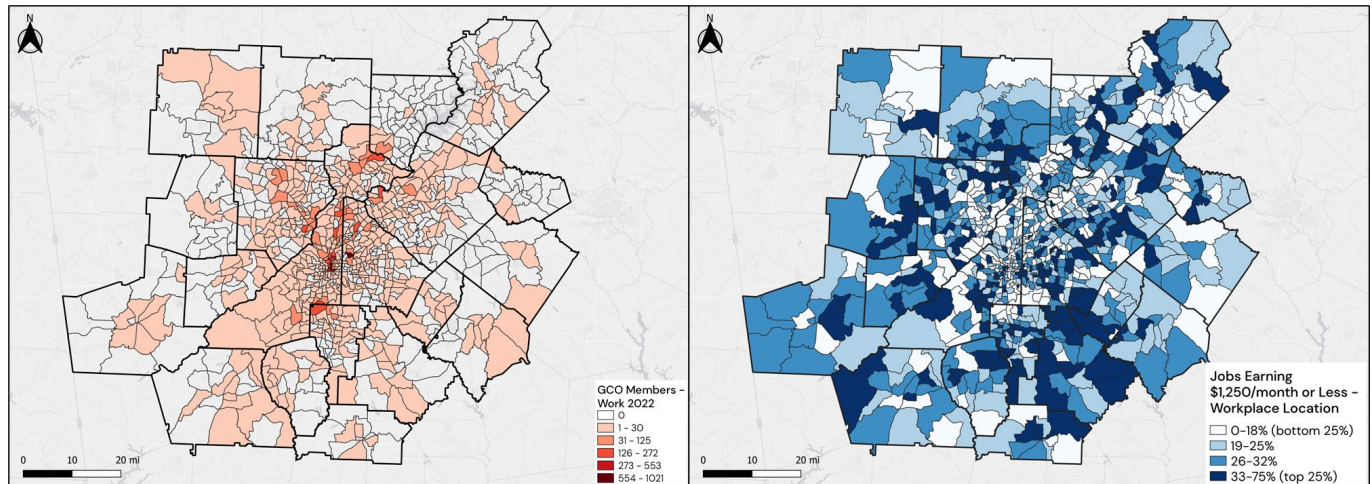 N
GCO Members -
Work 2022
0
1 - 30
31 - 125
126 - 272
273 - 553
554 - 1021
0 10 20 mi
N
Jobs Earning
$1,250/month or Less -
Workplace Location
0-18% (bottom 25%)
19-25%
26-32%
33-75% (top 25%)
0 10 20 mi